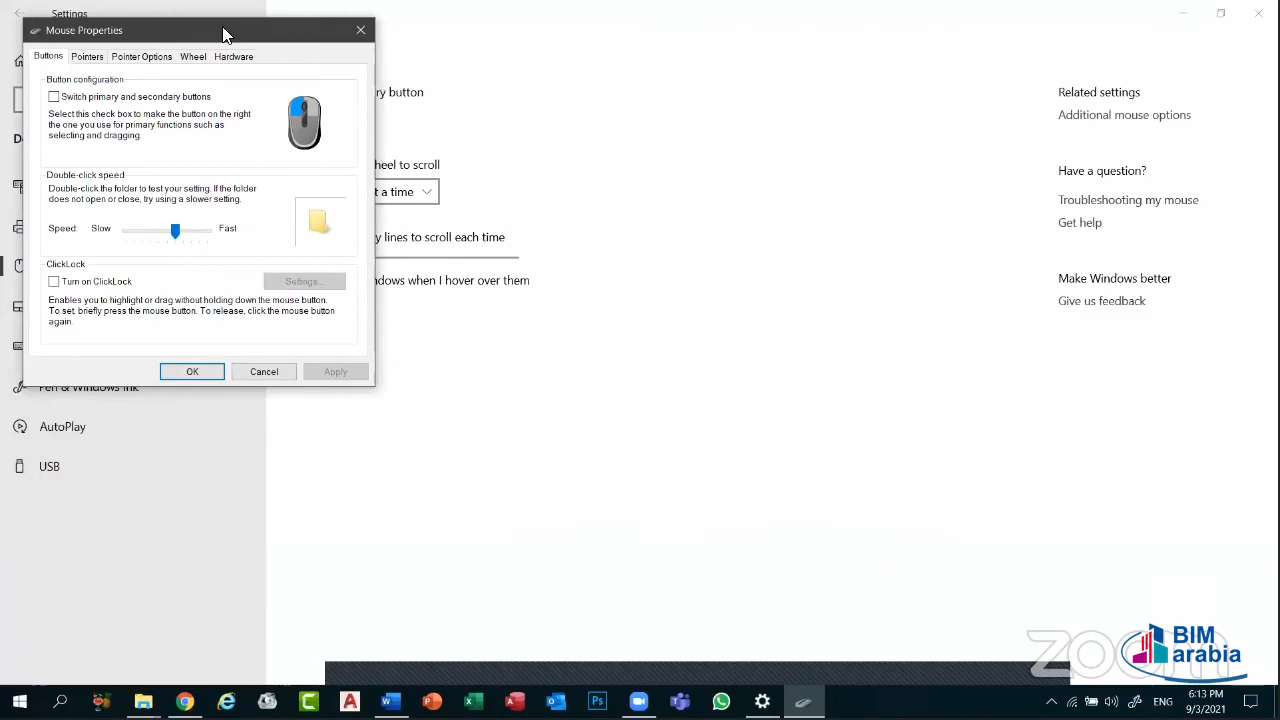 Settings
Mouse Properties
Buttons Pointers Pointer Options Wheel Hardware
Button configuration
Switch primary and secondary buttons
Select this check box to make the button on the right
the one you use for primary functions such as
selecting and dragging.
Double-click speed
Double-click the folder to test your setting. If the folder
does not open or close, try using a slower setting.
Speed: Slow Fast
ClickLock
Turn on ClickLock
Settings...
Enables you to highlight or drag without holding down the mouse button.
To set, briefly press the mouse button. To release, click the mouse button
again.
OK Cancel Apply
Pen & Windows Ink
AutoPlay
USB
button
heel to scroll
t a time
lines to scroll each time
ndows when I hover over them
Related settings
Additional mouse options
Have a question?
Troubleshooting my mouse
Get help
Make Windows better
Give us feedback
zoom
BIM
arabia
ENG
6:13 PM
9/3/2021